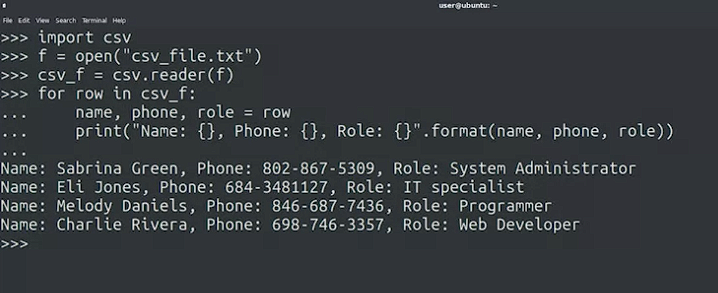 user@ubuntu: ~
File Edit View Search Terminal Help
>>> import csv
>>> f = open("csv_file.txt")
>>> csv_f = csv.reader(f)
>>> for row in csv_f:
...     name, phone, role = row
...     print("Name: {}, Phone: {}, Role: {}".format(name, phone, role))
...
Name: Sabrina Green, Phone: 802-867-5309, Role: System Administrator
Name: Eli Jones, Phone: 684-3481127, Role: IT specialist
Name: Melody Daniels, Phone: 846-687-7436, Role: Programmer
Name: Charlie Rivera, Phone: 698-746-3357, Role: Web Developer
>>>